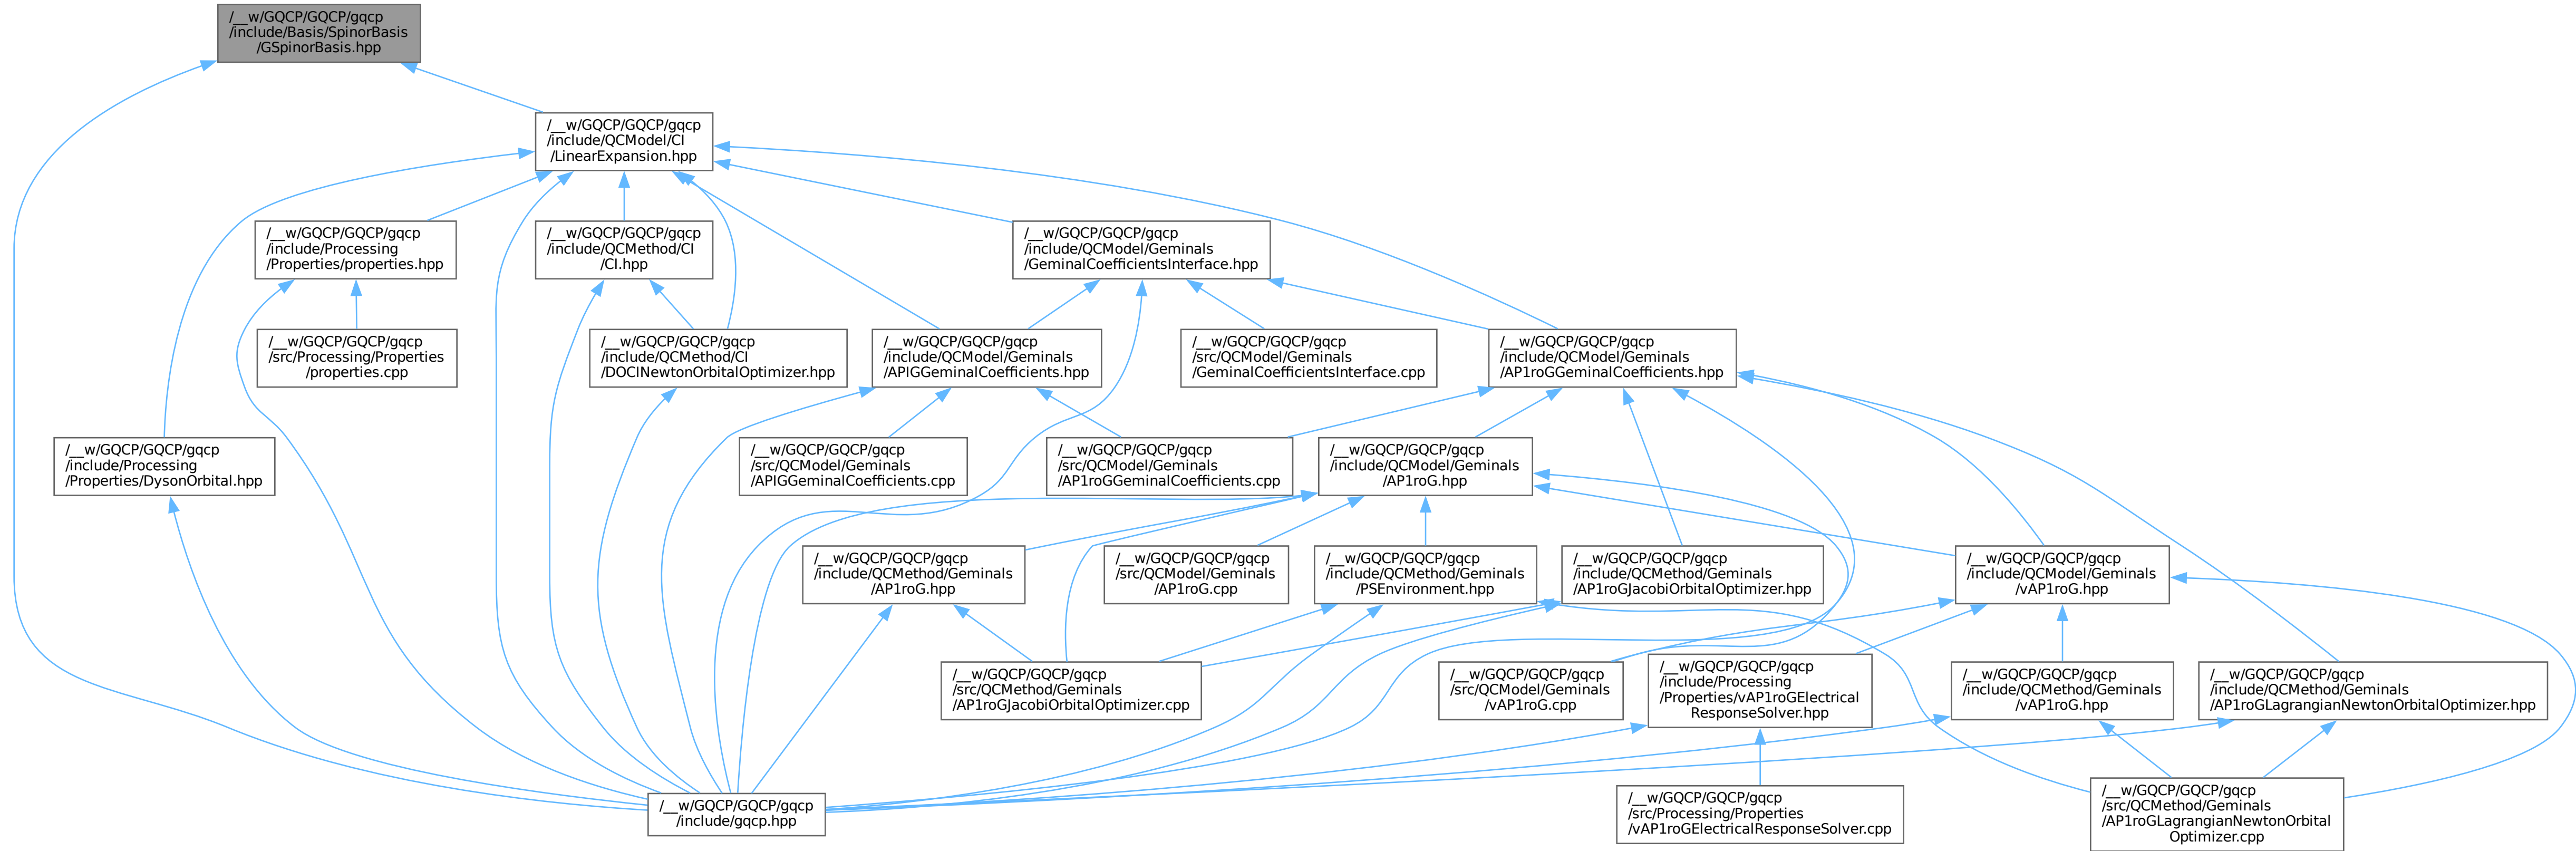 /__w/GQCP/GQCP/gqcp
/include/Basis/SpinorBasis
/GSpinorBasis.hpp
/__w/GQCP/GQCP/gqcp
/include/QCModel/CI
/LinearExpansion.hpp
/__w/GQCP/GQCP/gqcp
/include/Processing
/Properties/properties.hpp
/__w/GQCP/GQCP/gqcp
/include/QCMethod/CI
/CI.hpp
/__w/GQCP/GQCP/gqcp
/include/QCModel/Geminals
/GeminalCoefficientsInterface.hpp
/__w/GQCP/GQCP/gqcp
/src/Processing/Properties
/properties.cpp
/__w/GQCP/GQCP/gqcp
/include/QCMethod/CI
/DOCINewtonOrbitalOptimizer.hpp
/__w/GQCP/GQCP/gqcp
/include/QCModel/Geminals
/APIGGeminalCoefficients.hpp
/__w/GQCP/GQCP/gqcp
/src/QCModel/Geminals
/GeminalCoefficientsInterface.cpp
/__w/GQCP/GQCP/gqcp
/include/QCModel/Geminals
/AP1roGGeminalCoefficients.hpp
/__w/GQCP/GQCP/gqcp
/include/Processing
/Properties/DysonOrbital.hpp
/__w/GQCP/GQCP/gqcp
/src/QCModel/Geminals
/APIGGeminalCoefficients.cpp
/__w/GQCP/GQCP/gqcp
/src/QCModel/Geminals
/AP1roGGeminalCoefficients.cpp
/__w/GQCP/GQCP/gqcp
/include/QCModel/Geminals
/AP1roG.hpp
/__w/GQCP/GQCP/gqcp
/include/QCMethod/Geminals
/AP1roG.hpp
/__w/GQCP/GQCP/gqcp
/src/QCModel/Geminals
/AP1roG.cpp
/__w/GQCP/GQCP/gqcp
/include/QCMethod/Geminals
/PSEnvironment.hpp
/__w/GQCP/GQCP/gqcp
/include/QCMethod/Geminals
/AP1roGJacobiOrbitalOptimizer.hpp
/__w/GQCP/GQCP/gqcp
/include/QCModel/Geminals
/vAP1roG.hpp
/__w/GQCP/GQCP/gqcp
/src/QCMethod/Geminals
/AP1roGJacobiOrbitalOptimizer.cpp
/__w/GQCP/GQCP/gqcp
/src/QCModel/Geminals
/vAP1roG.cpp
/__w/GQCP/GQCP/gqcp
/include/Processing
/Properties/vAP1roGElectrical
ResponseSolver.hpp
/__w/GQCP/GQCP/gqcp
/include/QCMethod/Geminals
/vAP1roG.hpp
/__w/GQCP/GQCP/gqcp
/include/QCMethod/Geminals
/AP1roGLagrangianNewtonOrbitalOptimizer.hpp
/__w/GQCP/GQCP/gqcp
/include/gqcp.hpp
/__w/GQCP/GQCP/gqcp
/src/Processing/Properties
/vAP1roGElectricalResponseSolver.cpp
/__w/GQCP/GQCP/gqcp
/src/QCMethod/Geminals
/AP1roGLagrangianNewtonOrbital
Optimizer.cpp